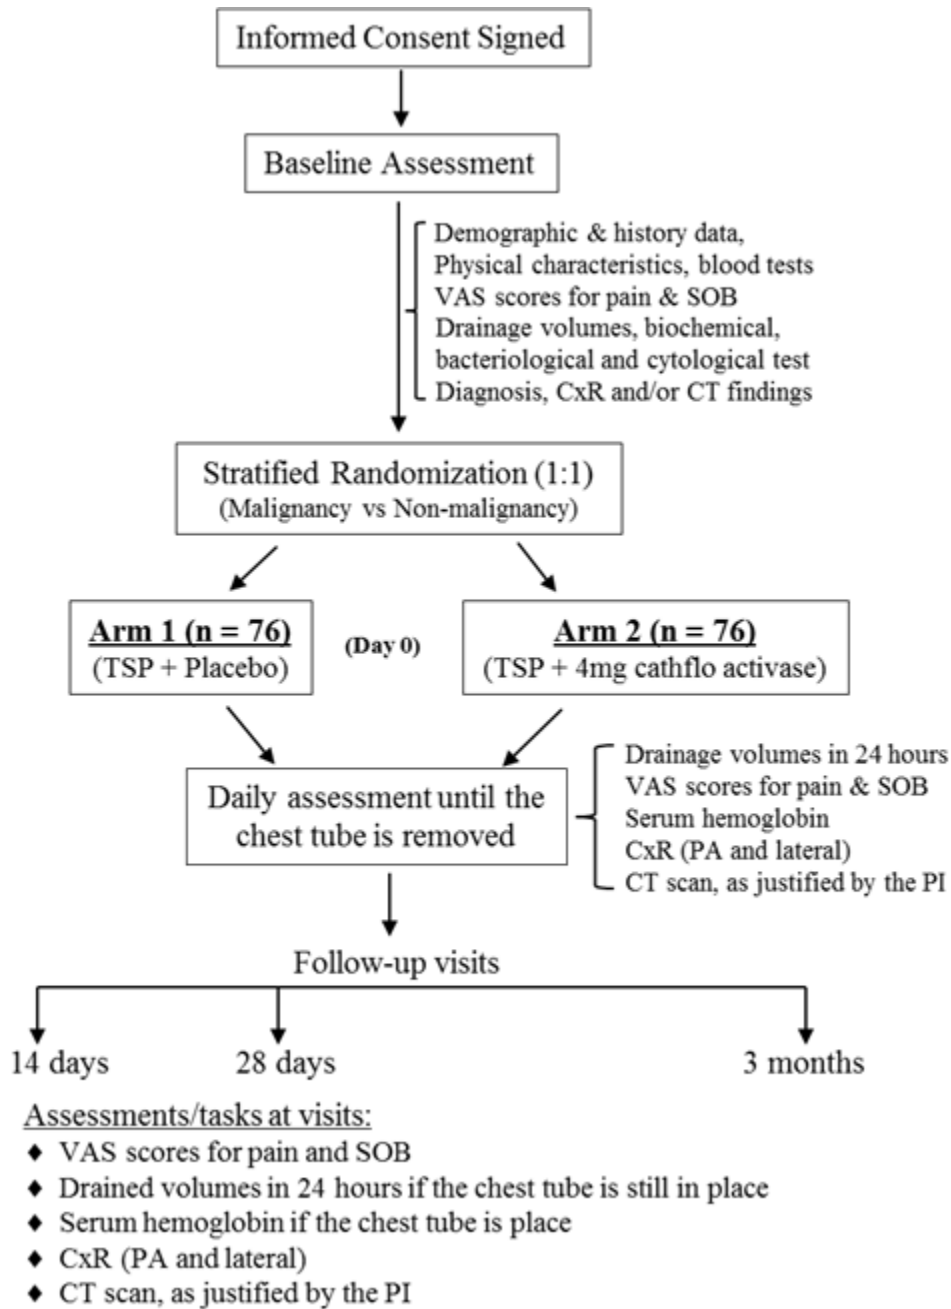 Informed Consent Signed
Baseline Assessment
Demographic & history data,
Physical characteristics, blood tests
VAS scores for pain & SOB
Drainage volumes, biochemical,
bacteriological and cytological test
Diagnosis, CxR and/or CT findings
Stratified Randomization (1:1)
(Malignancy vs Non-malignancy)
Arm 1 (n = 76)
(TSP + Placebo)
(Day 0)
Arm 2 (n = 76)
(TSP + 4mg cathflo activase)
Daily assessment until the
chest tube is removed
Drainage volumes in 24 hours
VAS scores for pain & SOB
Serum hemoglobin
CxR (PA and lateral)
CT scan, as justified by the PI
Follow-up visits
14 days
28 days
3 months
Assessments/tasks at visits:
♦ VAS scores for pain and SOB
♦ Drained volumes in 24 hours if the chest tube is still in place
♦ Serum hemoglobin if the chest tube is place
♦ CxR (PA and lateral)
♦ CT scan, as justified by the PI